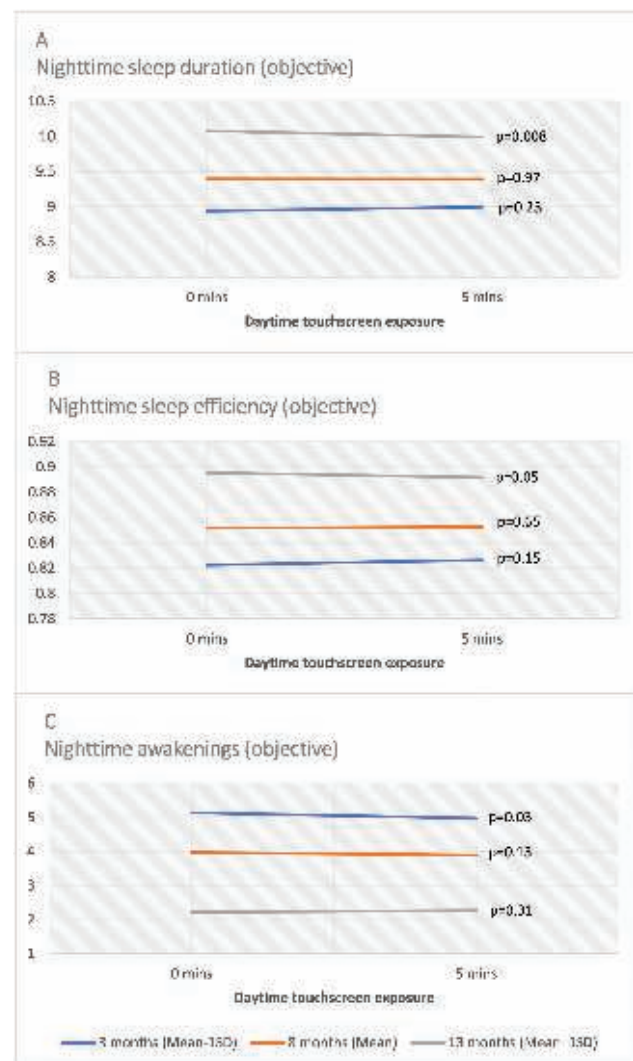 A
Nighttime sleep duration (objective)
10.5
10
9.5
9
8.5
8
p=0.008
p=0.97
p=0.25
0 mins
5 mins
Daytime touchscreen exposure
B
Nighttime sleep efficiency (objective)
0.92
0.9
0.88
0.86
0.84
0.82
0.8
0.78
p=0.05
p=0.55
p=0.15
0 mins
5 mins
Daytime touchscreen exposure
C
Nighttime awakenings (objective)
6
5
4
3
2
1
p=0.03
p=0.13
p=0.31
0 mins
5 mins
Daytime touchscreen exposure
3 months (Mean-1SD)
8 months (Mean)
13 months (Mean 1SD)